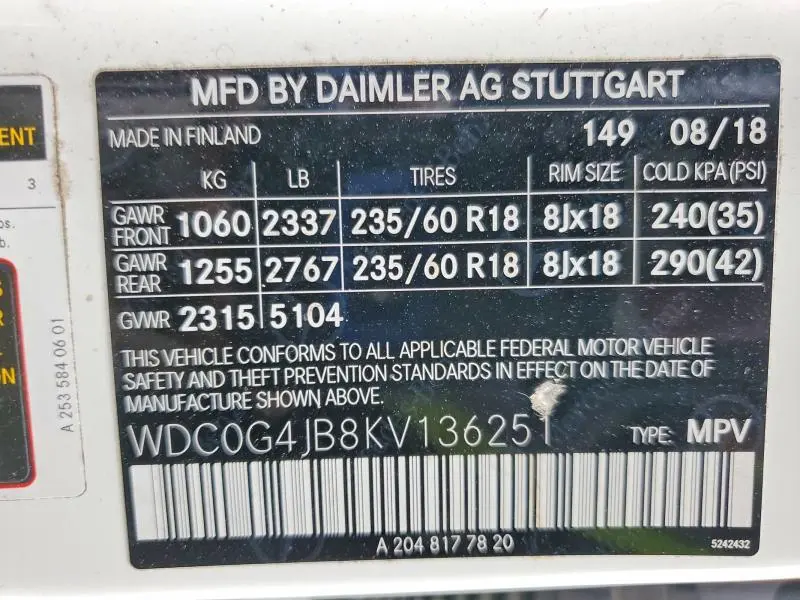 MFD BY DAIMLER AG STUTTGART
MADE IN FINLAND 149 08/18
KG LB TIRES RIM SIZE COLD KPA(PSI)
GAWR FRONT 1060 2337 235/60 R18 8Jx18 240(35)
GAWR REAR 1255 2767 235/60 R18 8Jx18 290(42)
GVWR 2315 5104
THIS VEHICLE CONFORMS TO ALL APPLICABLE FEDERAL MOTOR VEHICLE
SAFETY AND THEFT PREVENTION STANDARDS IN EFFECT ON THE DATE OF
MANUFACTURE SHOWN ABOVE.
WDC0G4JB8KV136251 TYPE: MPV
A 204 817 78 20 5242432
ENT
3
A 253 584 06 01